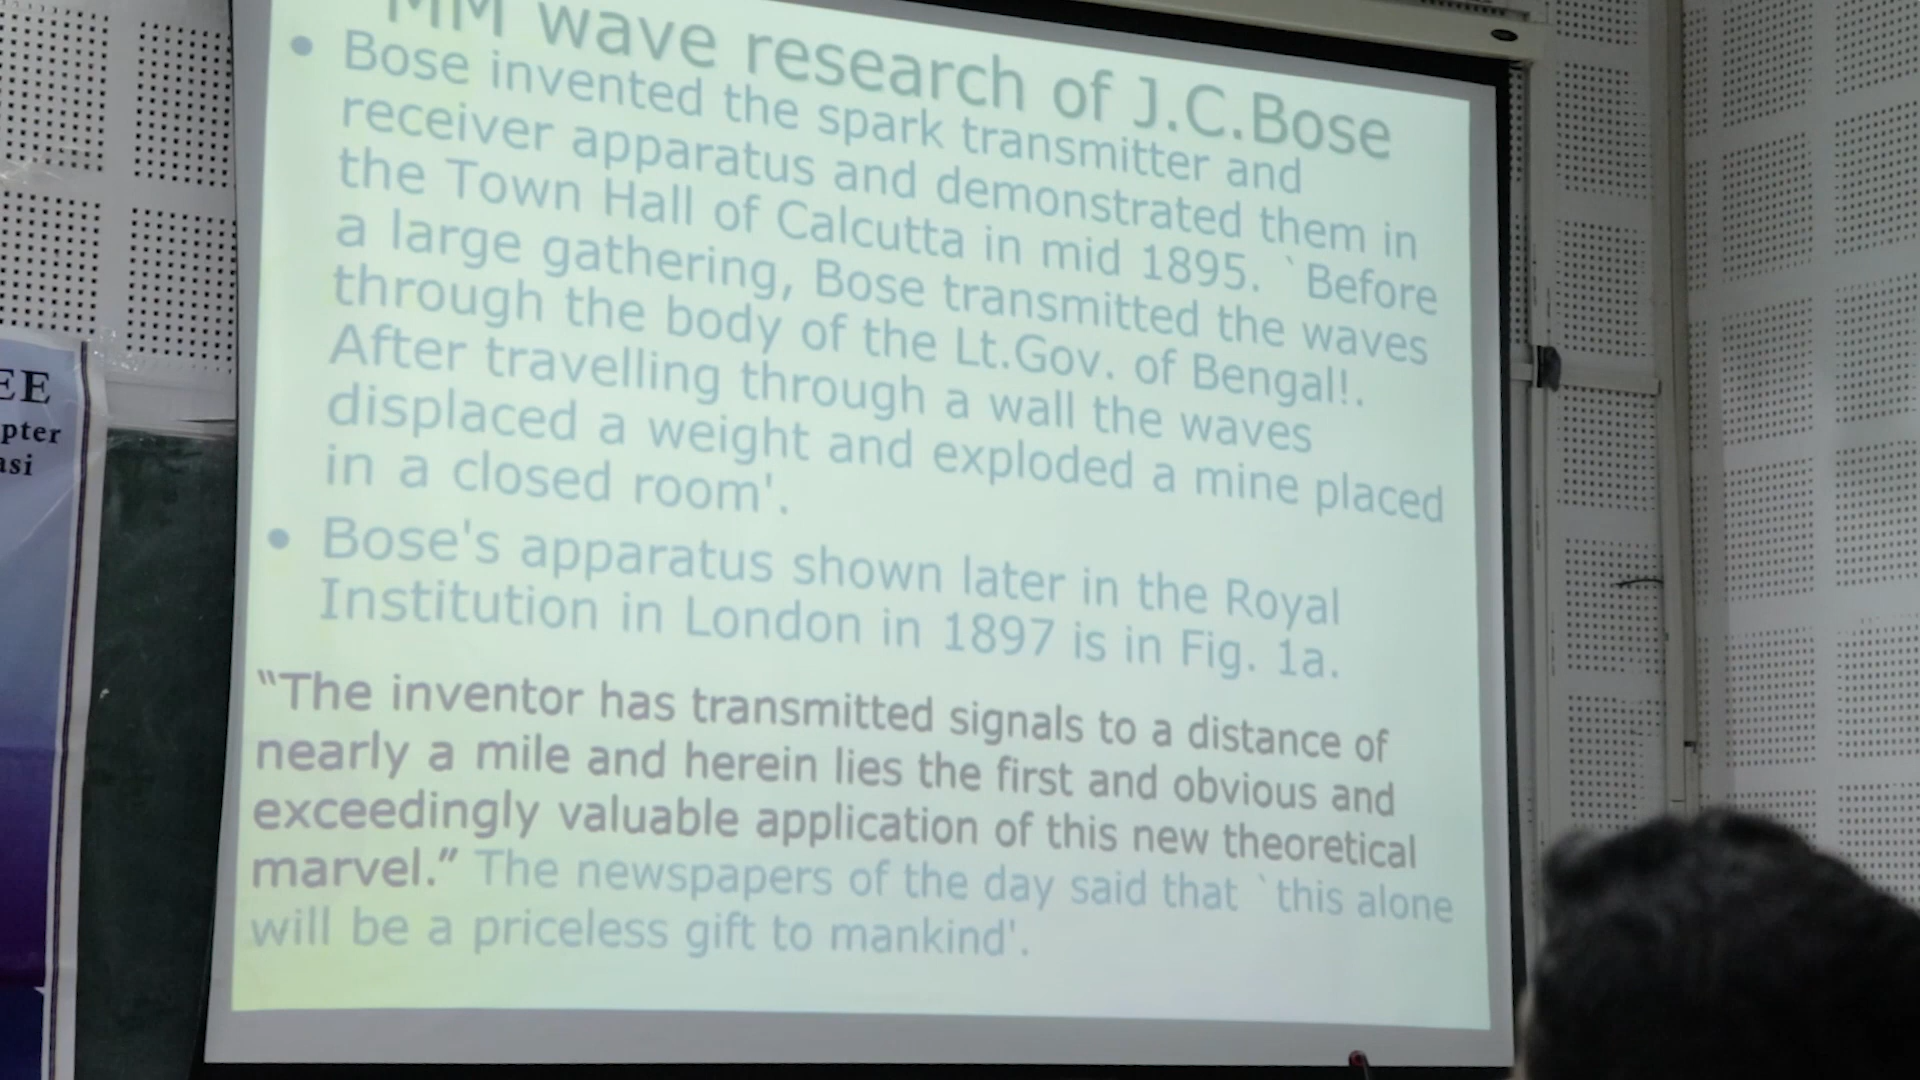 MM wave research of J.C.Bose
• Bose invented the spark transmitter and
receiver apparatus and demonstrated them in
the Town Hall of Calcutta in mid 1895. `Before
a large gathering, Bose transmitted the waves
through the body of the Lt.Gov. of Bengal!.
After travelling through a wall the waves
displaced a weight and exploded a mine placed
in a closed room'.
• Bose's apparatus shown later in the Royal
Institution in London in 1897 is in Fig. 1a.
“The inventor has transmitted signals to a distance of
nearly a mile and herein lies the first and obvious and
exceedingly valuable application of this new theoretical
marvel.” The newspapers of the day said that `this alone
will be a priceless gift to mankind'.
EE
pter
asi